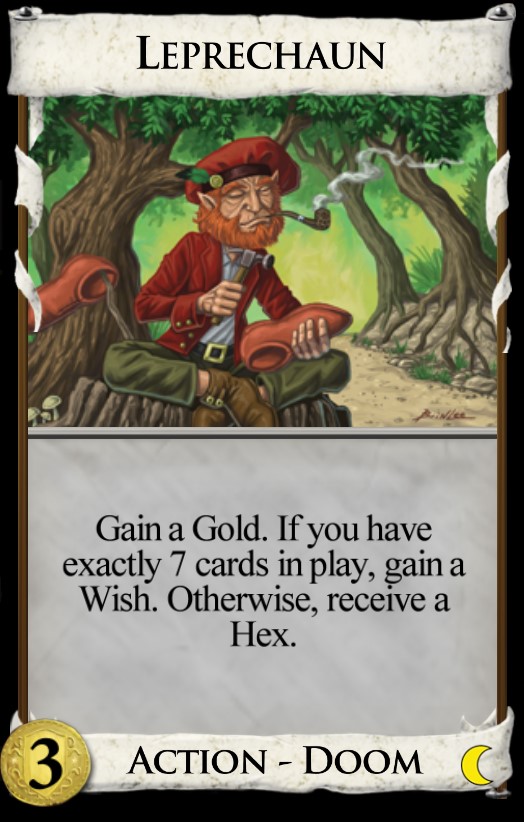 Leprechaun
Gain a Gold. If you have
exactly 7 cards in play, gain a
Wish. Otherwise, receive a
Hex.
3
Action - Doom